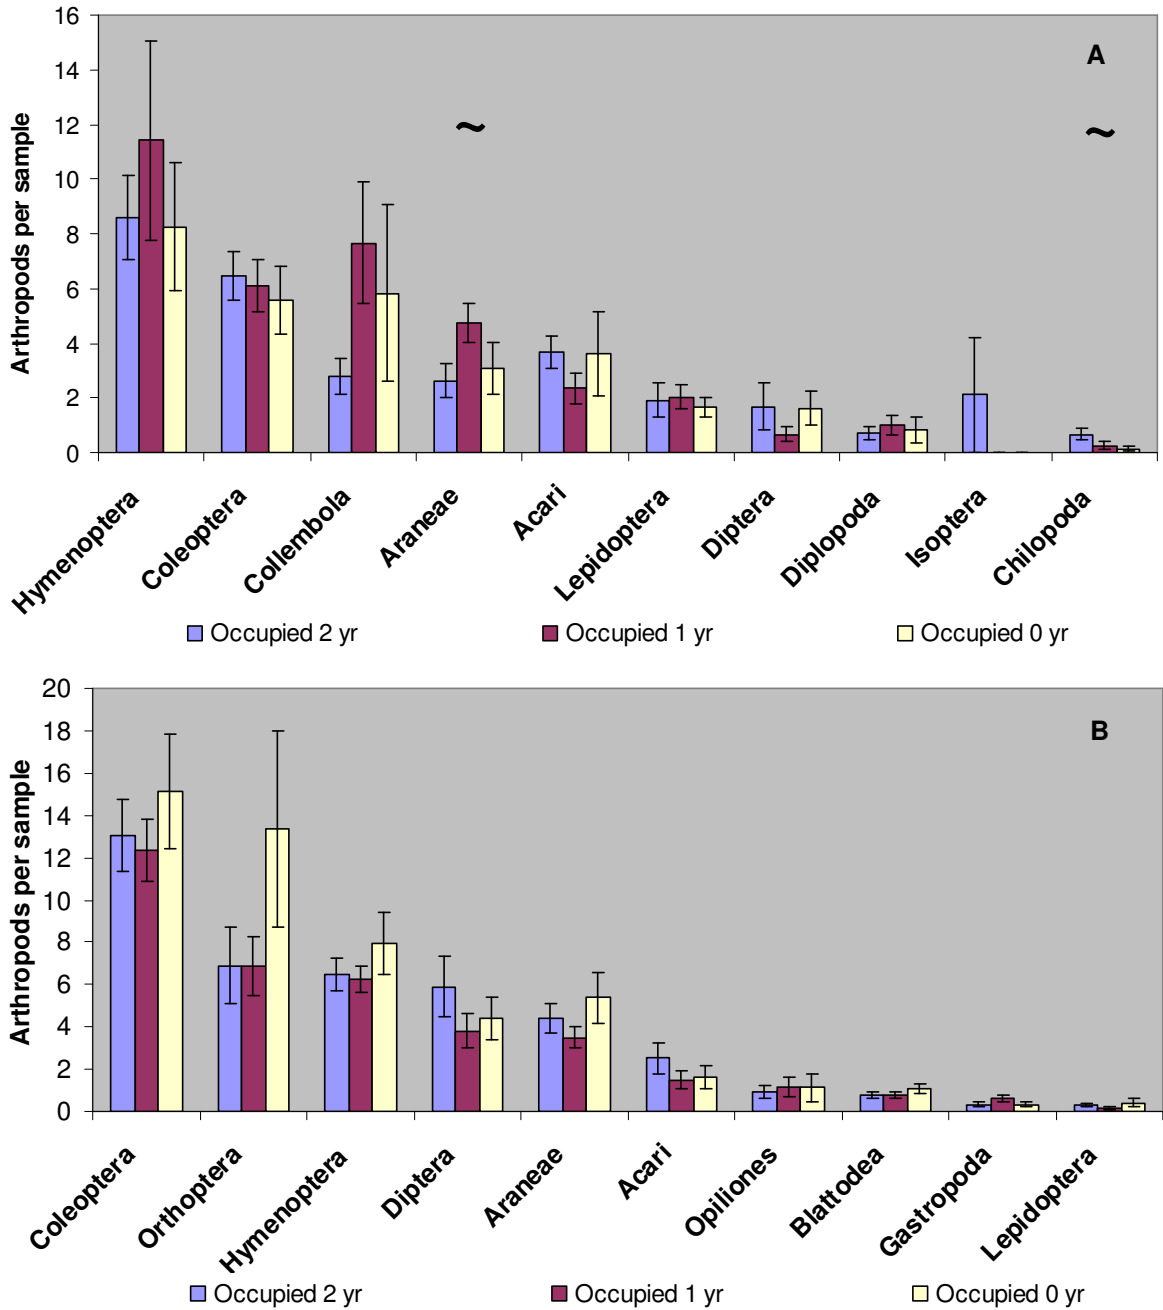 16
14
12
10
8
6
4
2
0
Arthropods per sample
A
~
~
Hymenoptera
Coleoptera
Collembola
Araneae
Acari
Lepidoptera
Diptera
Diplopoda
Isoptera
Chilopoda
Occupied 2 yr Occupied 1 yr Occupied 0 yr
20
18
16
14
12
10
8
6
4
2
0
Arthropods per sample
B
Coleoptera
Orthoptera
Hymenoptera
Diptera
Araneae
Acari
Opiliones
Blattodea
Gastropoda
Lepidoptera
Occupied 2 yr Occupied 1 yr Occupied 0 yr